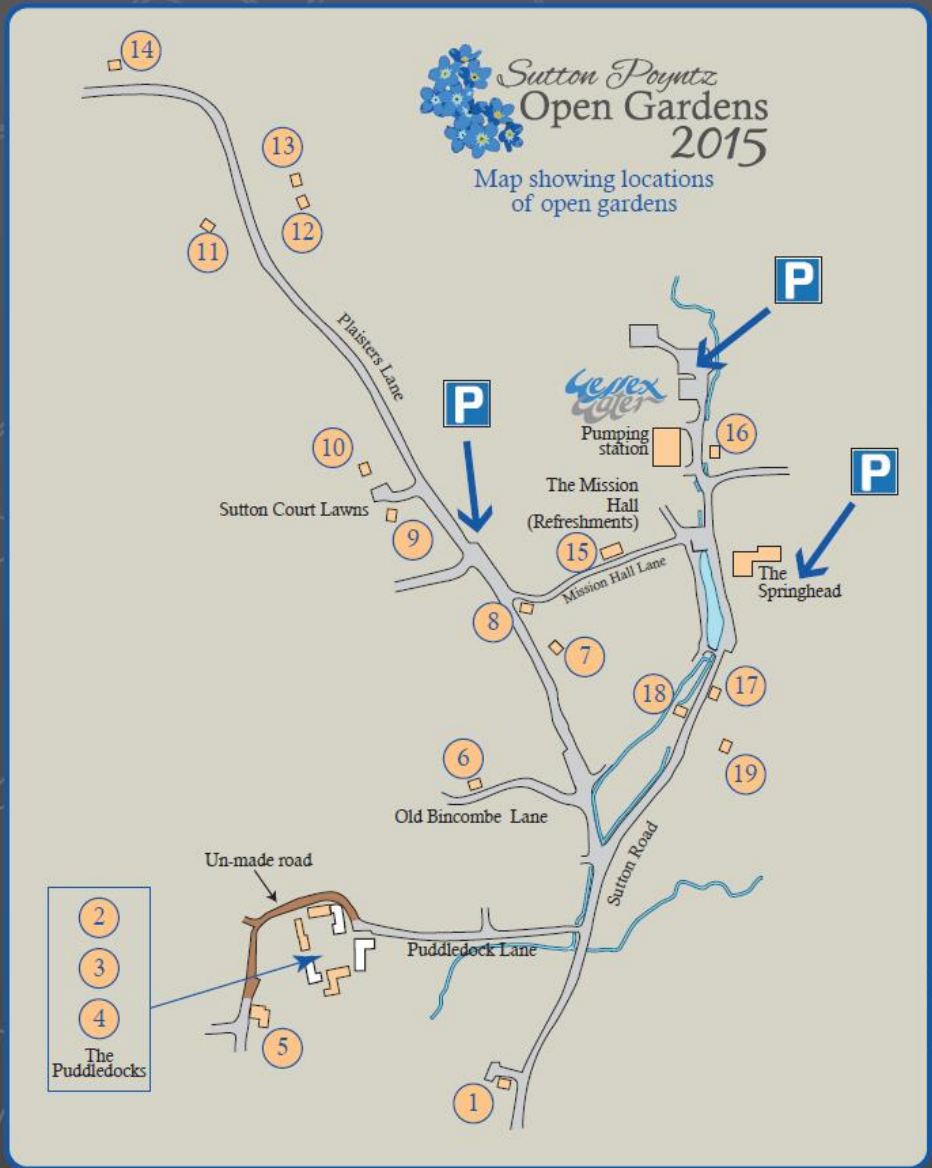 14
Sutton Poyntz
Open Gardens
2015
Map showing locations
of open gardens
13
12
11
P
Plaisters Lane
P
Wessex
Water
10
Pumping
station
16
P
The Mission
Hall
(Refreshments)
Sutton Court Lawns
9
15
Mission Hall Lane
The
Springhead
8
7
18
17
6
19
Old Bincombe Lane
Sutton Road
Un-made road
2
3
4
The
Puddledocks
Puddledock Lane
5
1